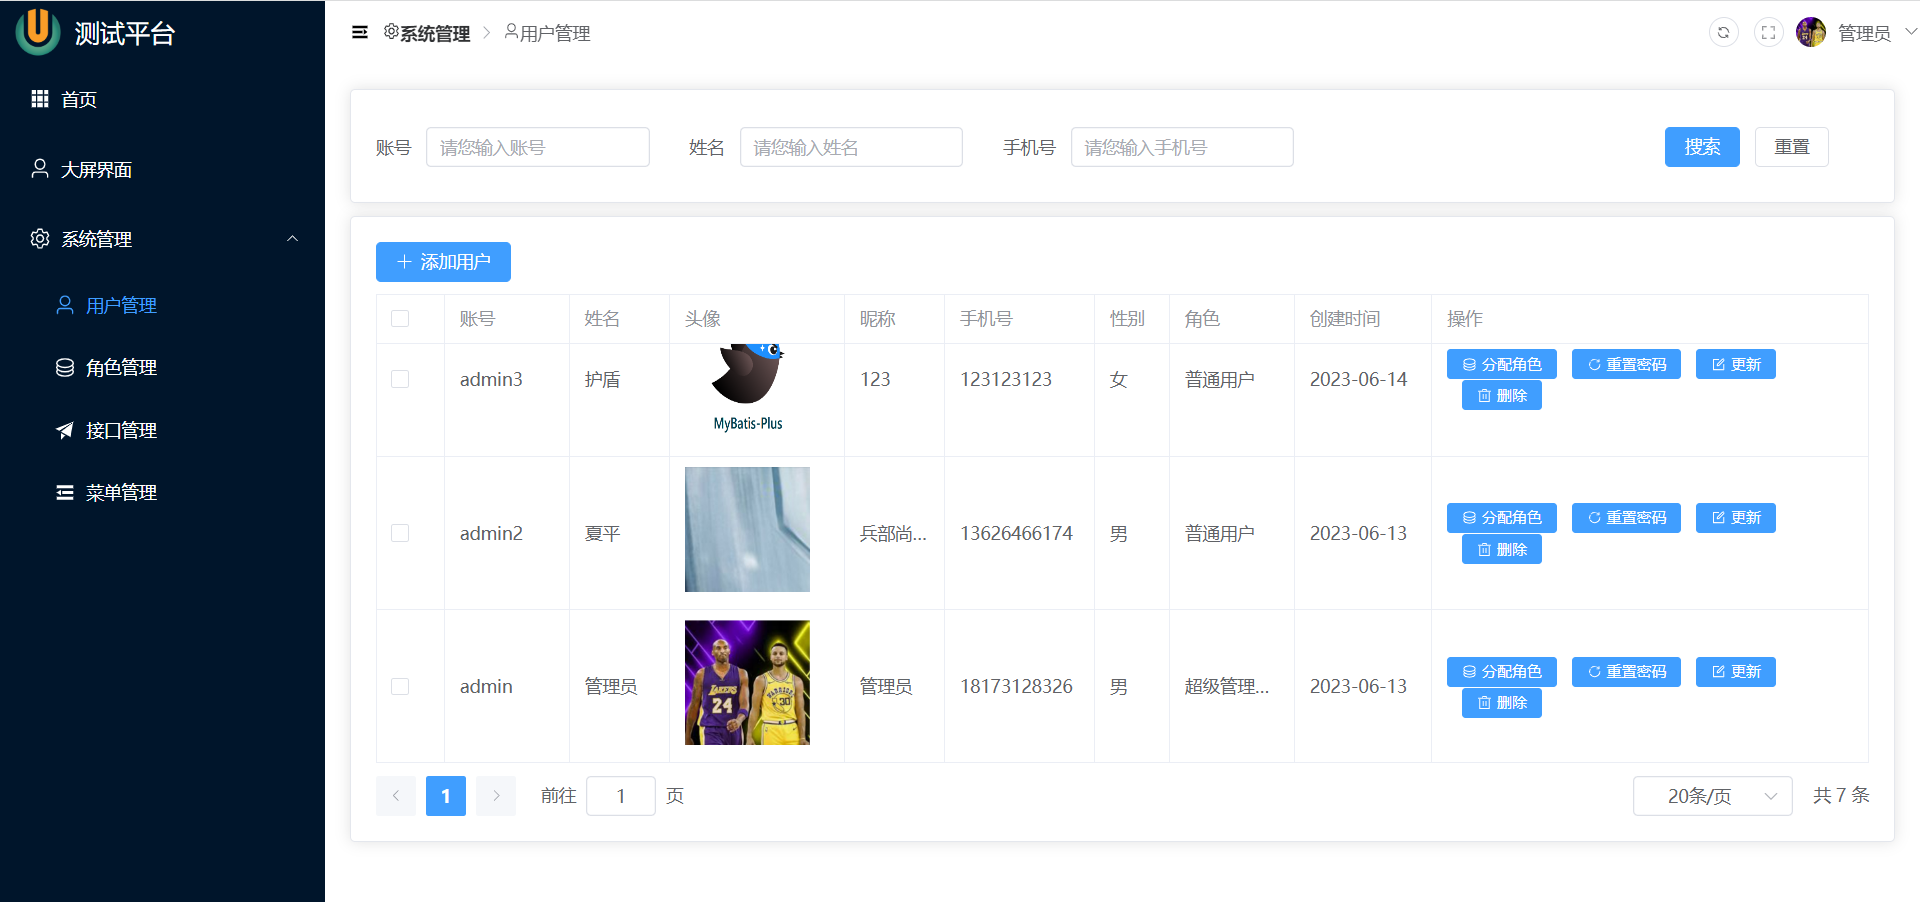 测试平台
首页
大屏界面
系统管理
用户管理
角色管理
接口管理
菜单管理
系统管理 用户管理
管理员
账号 请您输入账号 姓名 请您输入姓名 手机号 请您输入手机号 搜索 重置
添加用户
账号 姓名 头像 昵称 手机号 性别 角色 创建时间 操作
admin3 护盾 MyBatis-Plus 123 123123123 女 普通用户 2023-06-14 分配角色 重置密码 更新
删除
admin2 夏平 兵部尚... 13626466174 男 普通用户 2023-06-13 分配角色 重置密码 更新
删除
admin 管理员 LAKERS 24 WARRIORS 30 管理员 18173128326 男 超级管理... 2023-06-13 分配角色 重置密码 更新
删除
1 前往 1 页 20条/页 共 7 条